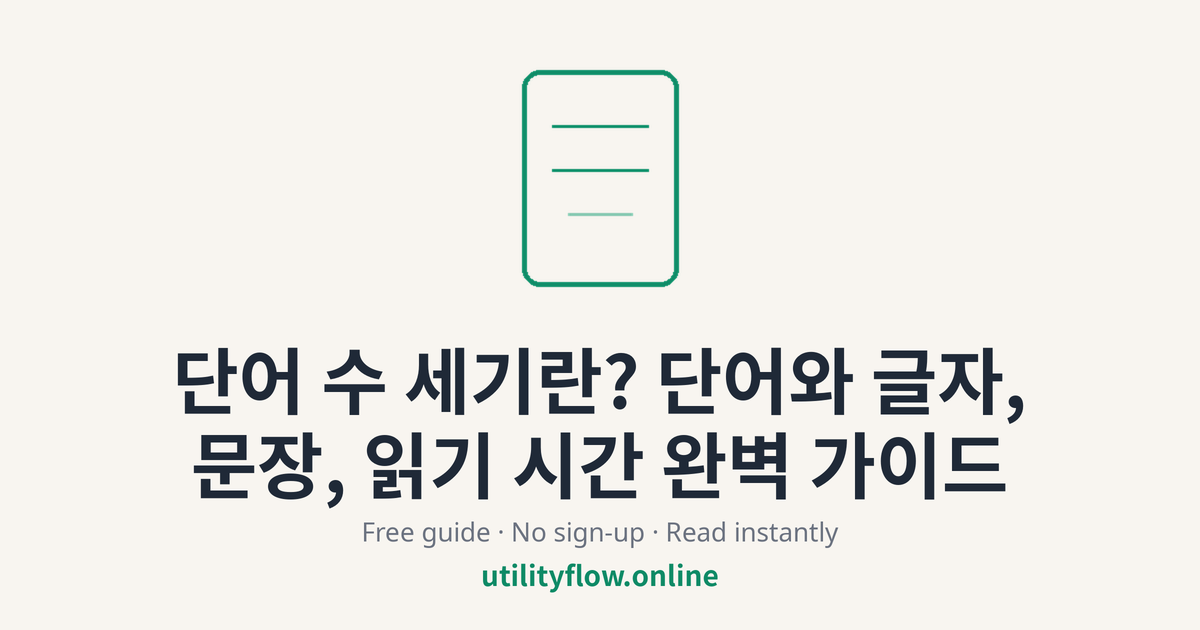 단어 수 세기란? 단어와 글자,
문장, 읽기 시간 완벽 가이드
Free guide · No sign-up · Read instantly
utilityflow.online